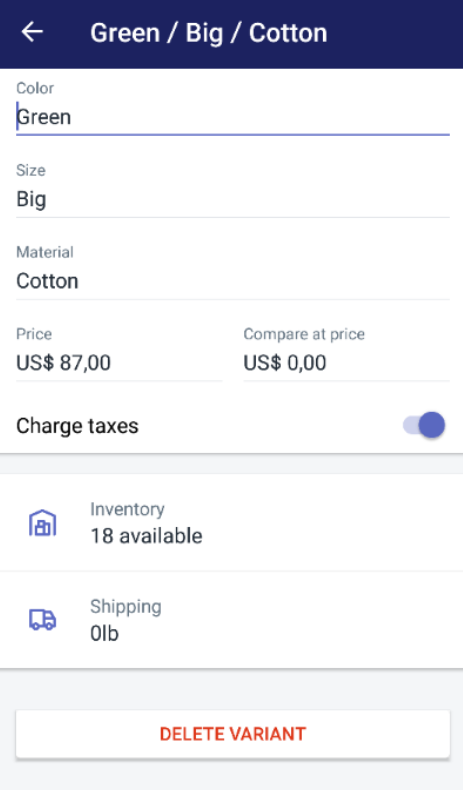 Green / Big / Cotton
Color
Green
Size
Big
Material
Cotton
Price
Compare at price
US$ 87,00
US$ 0,00
Charge taxes
Inventory
18 available
Shipping
0lb
DELETE VARIANT